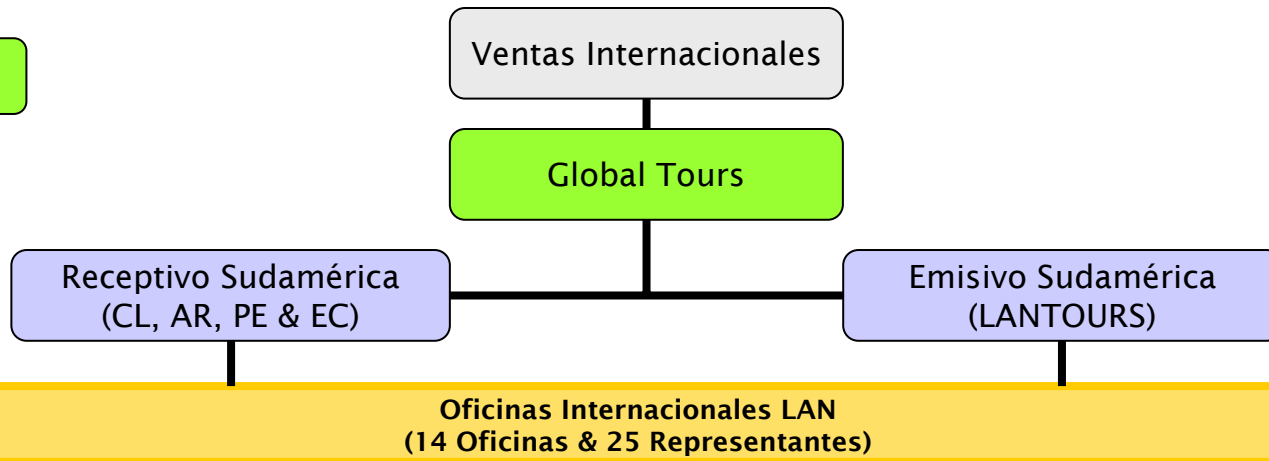 Ventas Internacionales
Global Tours
Receptivo Sudamérica
(CL, AR, PE & EC)
Emisivo Sudamérica
(LANTOURS)
Oficinas Internacionales LAN
(14 Oficinas & 25 Representantes)